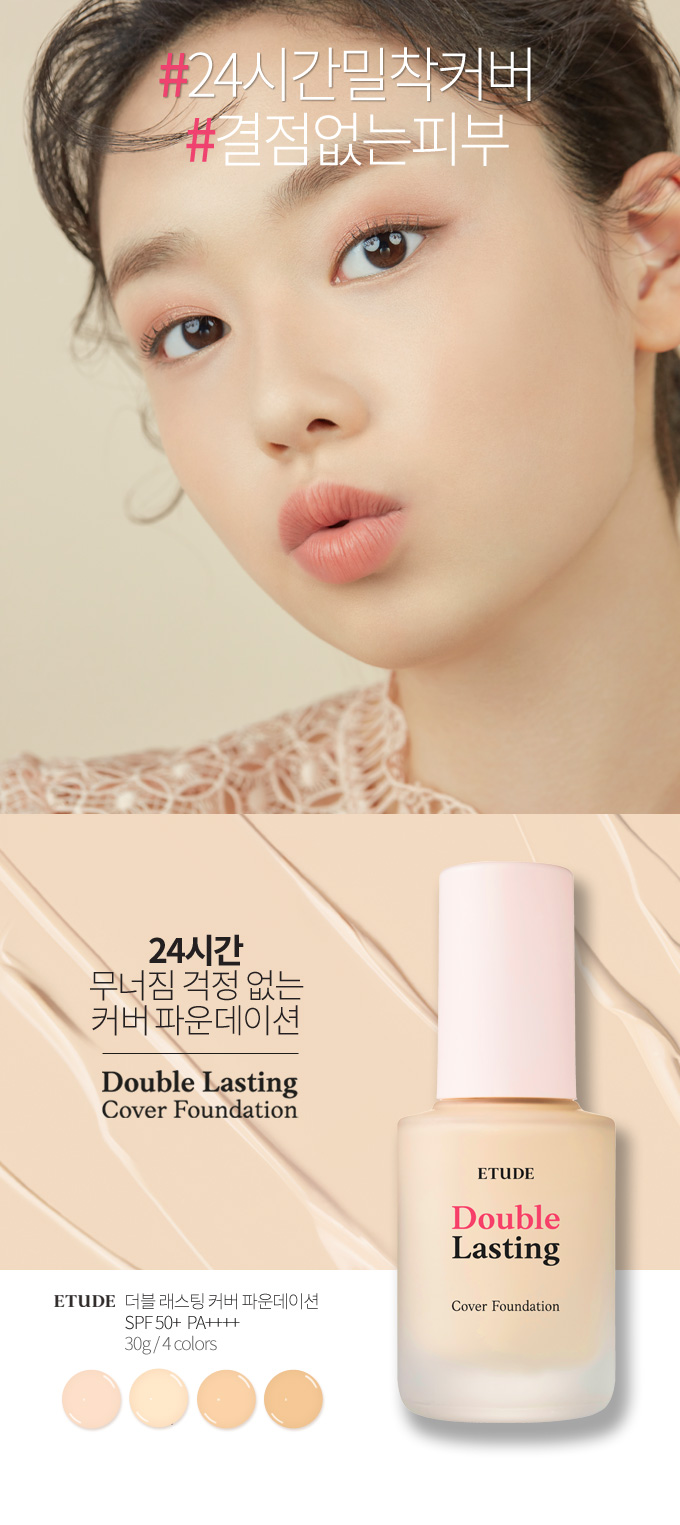 #24시간밀착커버
#결점없는피부
24시간
무너짐 걱정 없는
커버 파운데이션
Double Lasting
Cover Foundation
ETUDE
Double
Lasting
Cover Foundation
ETUDE 더블 래스팅 커버 파운데이션
SPF 50+ PA++++
30g / 4 colors